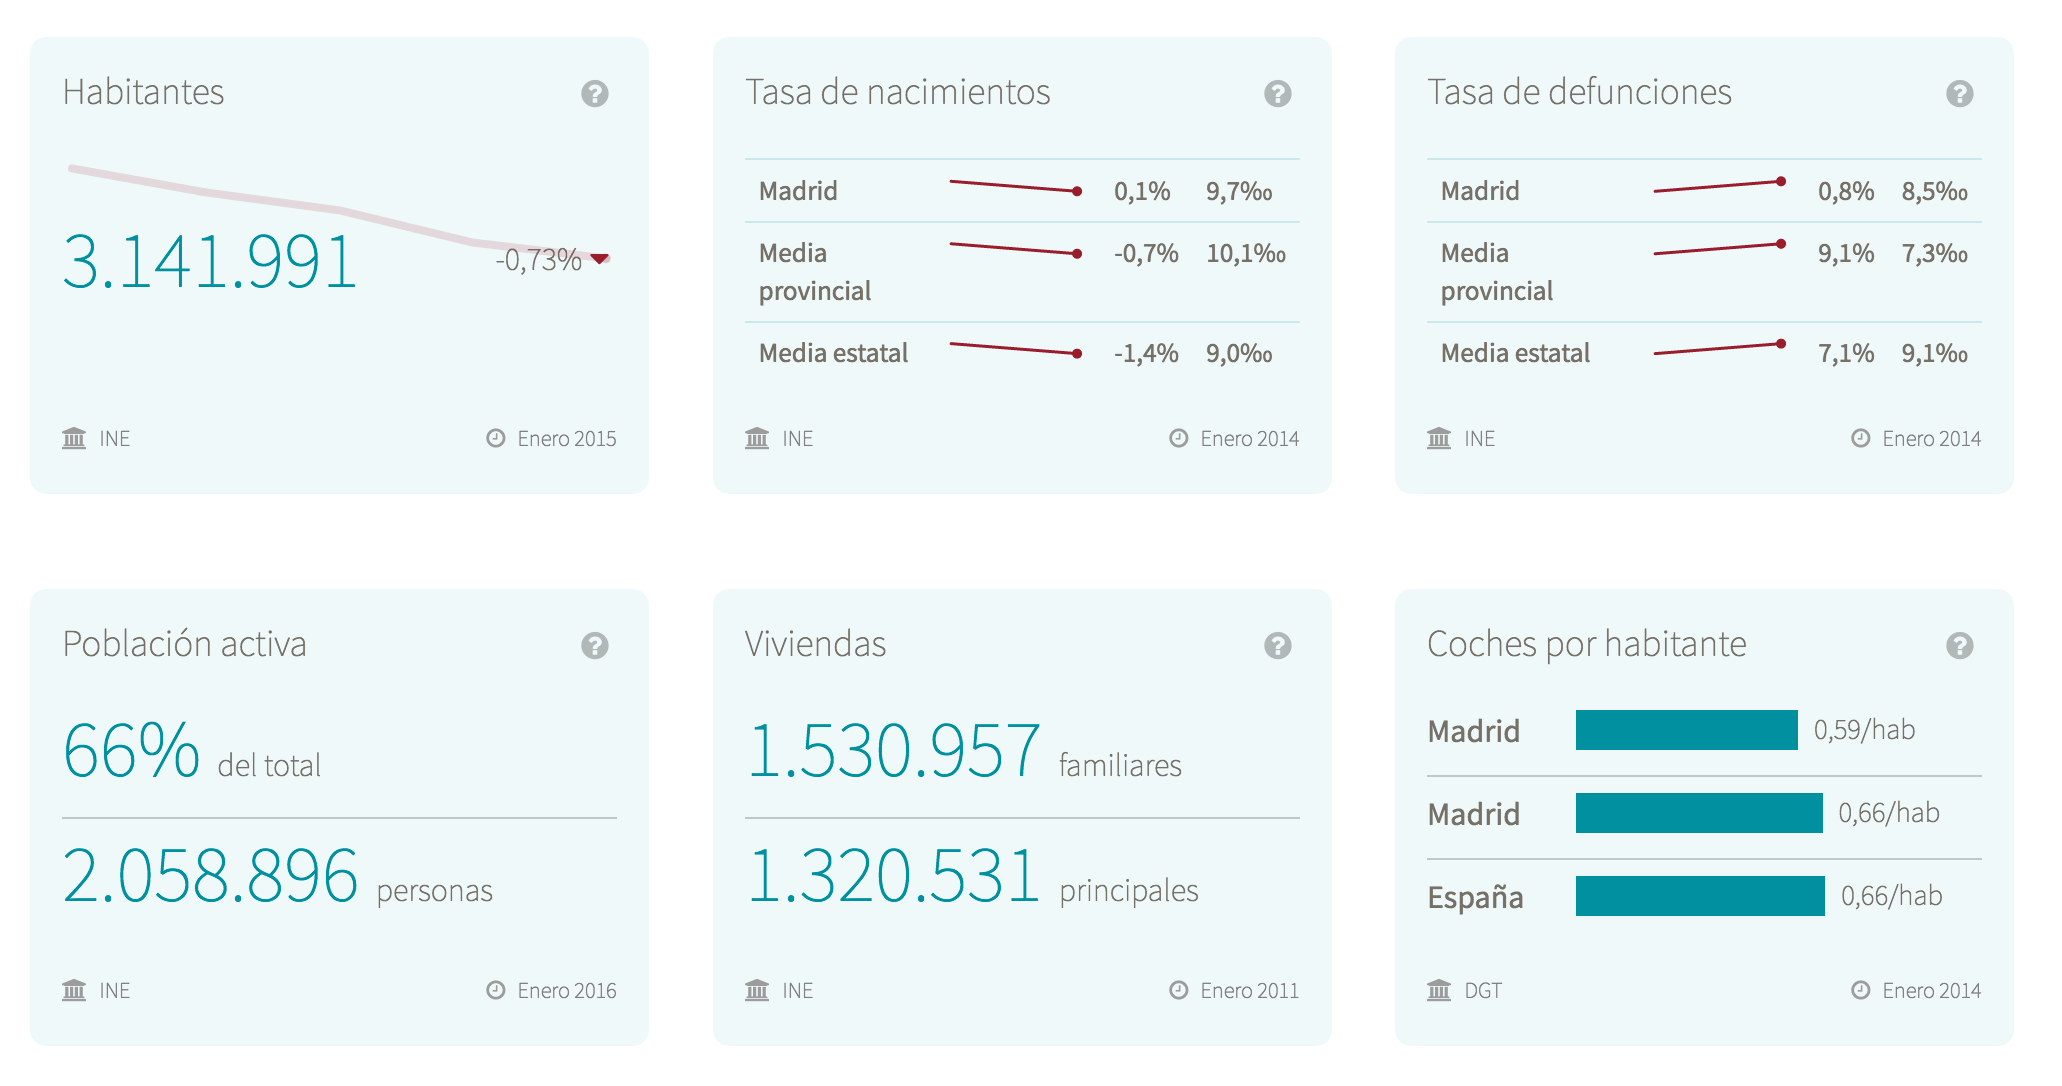 Habitantes
3.141.991
-0,73%
INE
Enero 2015
Tasa de nacimientos
Madrid 0,1% 9,7‰
Media
provincial -0,7% 10,1‰
Media estatal -1,4% 9,0‰
INE
Enero 2014
Tasa de defunciones
Madrid 0,8% 8,5‰
Media
provincial 9,1% 7,3‰
Media estatal 7,1% 9,1‰
INE
Enero 2014
Población activa
66% del total
2.058.896 personas
INE
Enero 2016
Viviendas
1.530.957 familiares
1.320.531 principales
INE
Enero 2011
Coches por habitante
Madrid 0,59/hab
Madrid 0,66/hab
España 0,66/hab
DGT
Enero 2014